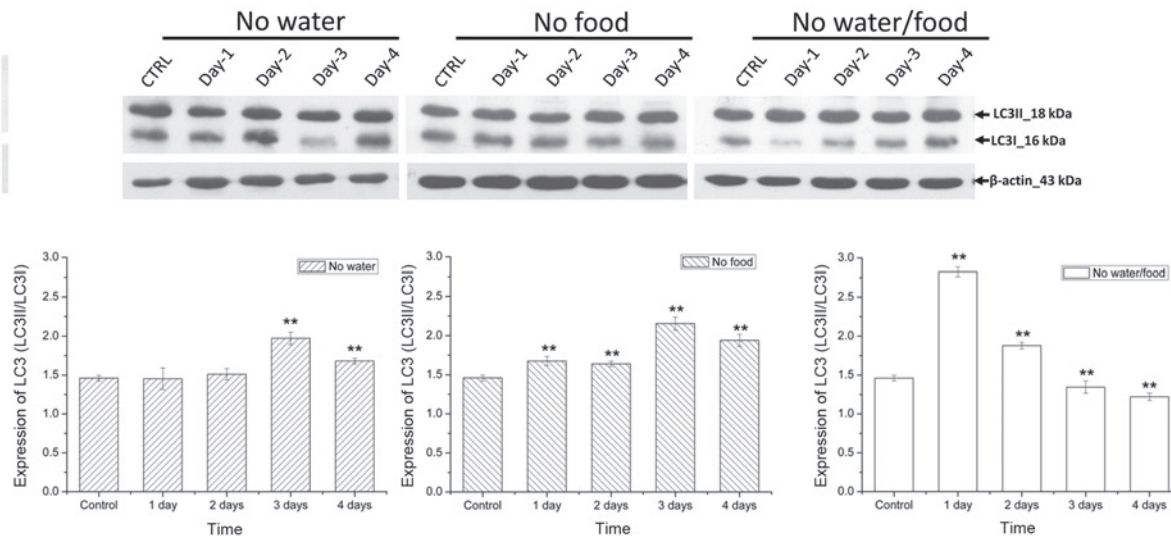 No water No food No water/food
CTRL Day-1 Day-2 Day-3 Day-4 CTRL Day-1 Day-2 Day-3 Day-4 CTRL Day-1 Day-2 Day-3 Day-4
LC3II_18 kDa
LC3I_16 kDa
β-actin_43 kDa
Expression of LC3 (LC3II/LC3I)
3.0
2.5
2.0
1.5
1.0
0.5
0.0
No water
**
**
Control 1 day 2 days 3 days 4 days
Time
Expression of LC3 (LC3II/LC3I)
3.0
2.5
2.0
1.5
1.0
0.5
0.0
No food
**
**
**
**
Control 1 day 2 days 3 days 4 days
Time
Expression of LC3 (LC3II/LC3I)
3.0
2.5
2.0
1.5
1.0
0.5
0.0
No water/food
**
**
**
**
Control 1 day 2 days 3 days 4 days
Time